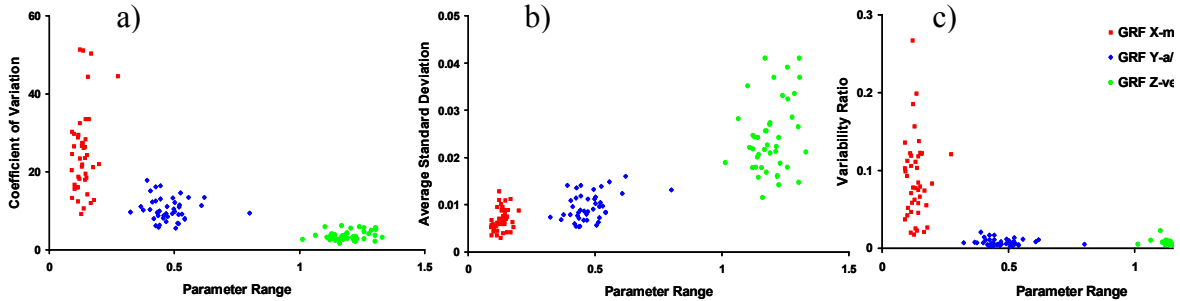 a)
60
40
20
0
0
0.5
1
1.5
Coefficient of Variation
Parameter Range
b)
0.05
0.04
0.03
0.02
0.01
0
0
0.5
1
1.5
Average Standard Deviation
Parameter Range
c)
0.3
0.2
0.1
0
0
0.5
1
Variability Ratio
Parameter Range
GRF X-m
GRF Y-a/
GRF Z-ve